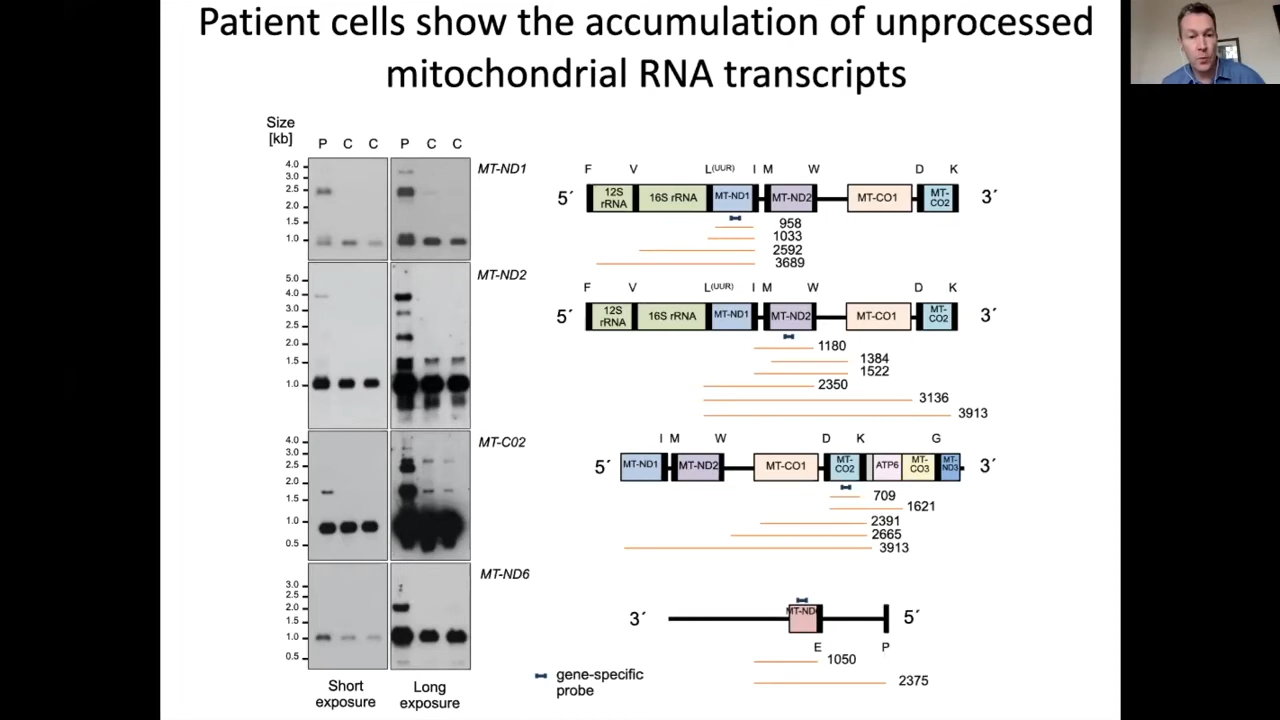 Patient cells show the accumulation of unprocessed
mitochondrial RNA transcripts
Size
[kb]
P C C P C C
MT-ND1
4.0
3.0
2.5
2.0
1.5
1.0
F V L(UUR) I M W D K
5´ 12S rRNA 16S rRNA MT-ND1 MT-ND2 MT-CO1 MT-CO2 3´
958
1033
2592
3689
MT-ND2
5.0
4.0
3.0
2.5
2.0
1.5
1.0
F V L(UUR) I M W D K
5´ 12S rRNA 16S rRNA MT-ND1 MT-ND2 MT-CO1 MT-CO2 3´
1180
1384
1522
2350
3136
3913
MT-C02
4.0
3.0
2.5
2.0
1.5
1.0
0.5
I M W D K G
5´ MT-ND1 MT-ND2 MT-CO1 MT-CO2 ATP6 MT-CO3 MT-ND3 3´
709
1621
2391
2665
3913
MT-ND6
3.0
2.5
2.0
1.5
1.0
0.5
3´ MT-ND 5´
E P
1050
2375
Short
exposure
Long
exposure
gene-specific
probe